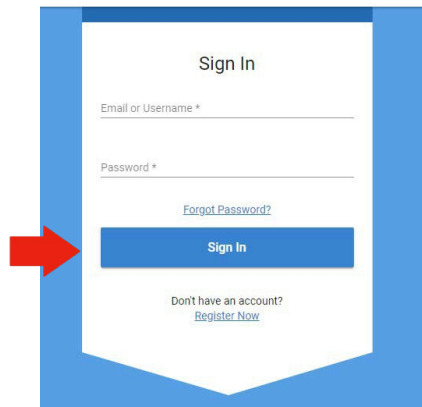 Sign In
Email or Username *
Password *
Forgot Password?
Sign In
Don't have an account?
Register Now